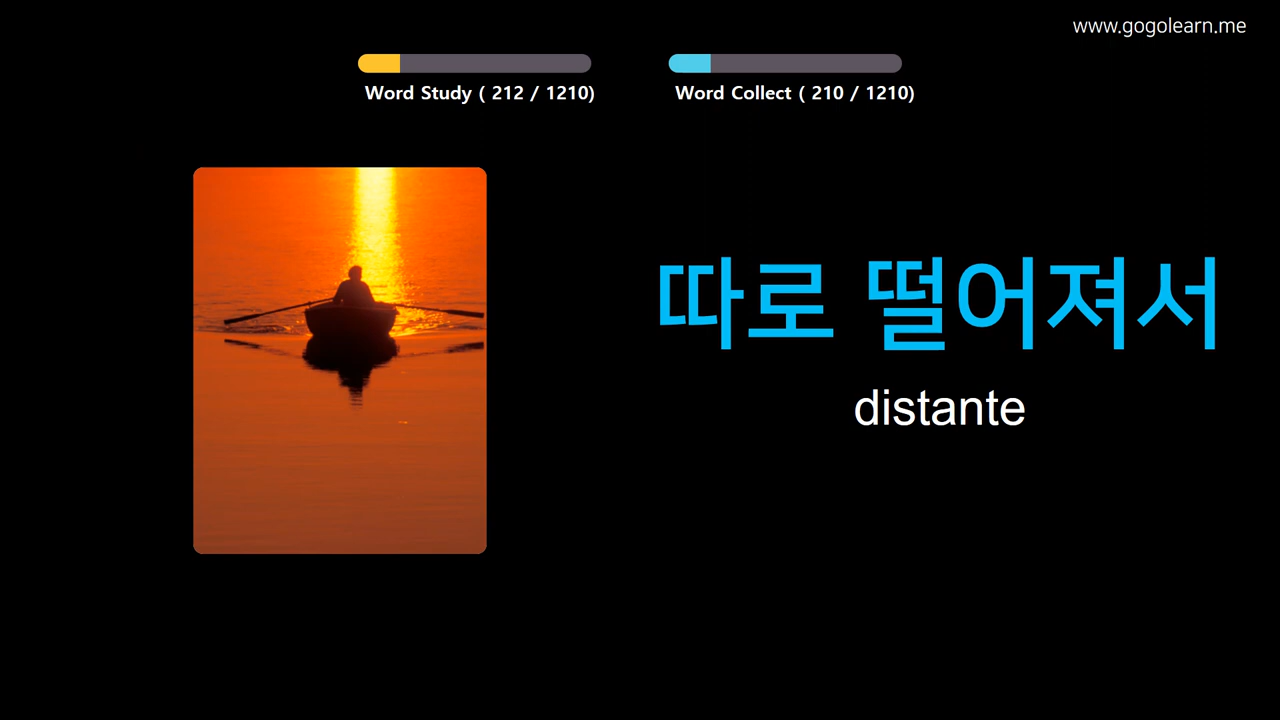 www.gogolearn.me
Word Study ( 212 / 1210)
Word Collect ( 210 / 1210)
따로 떨어져서
distante